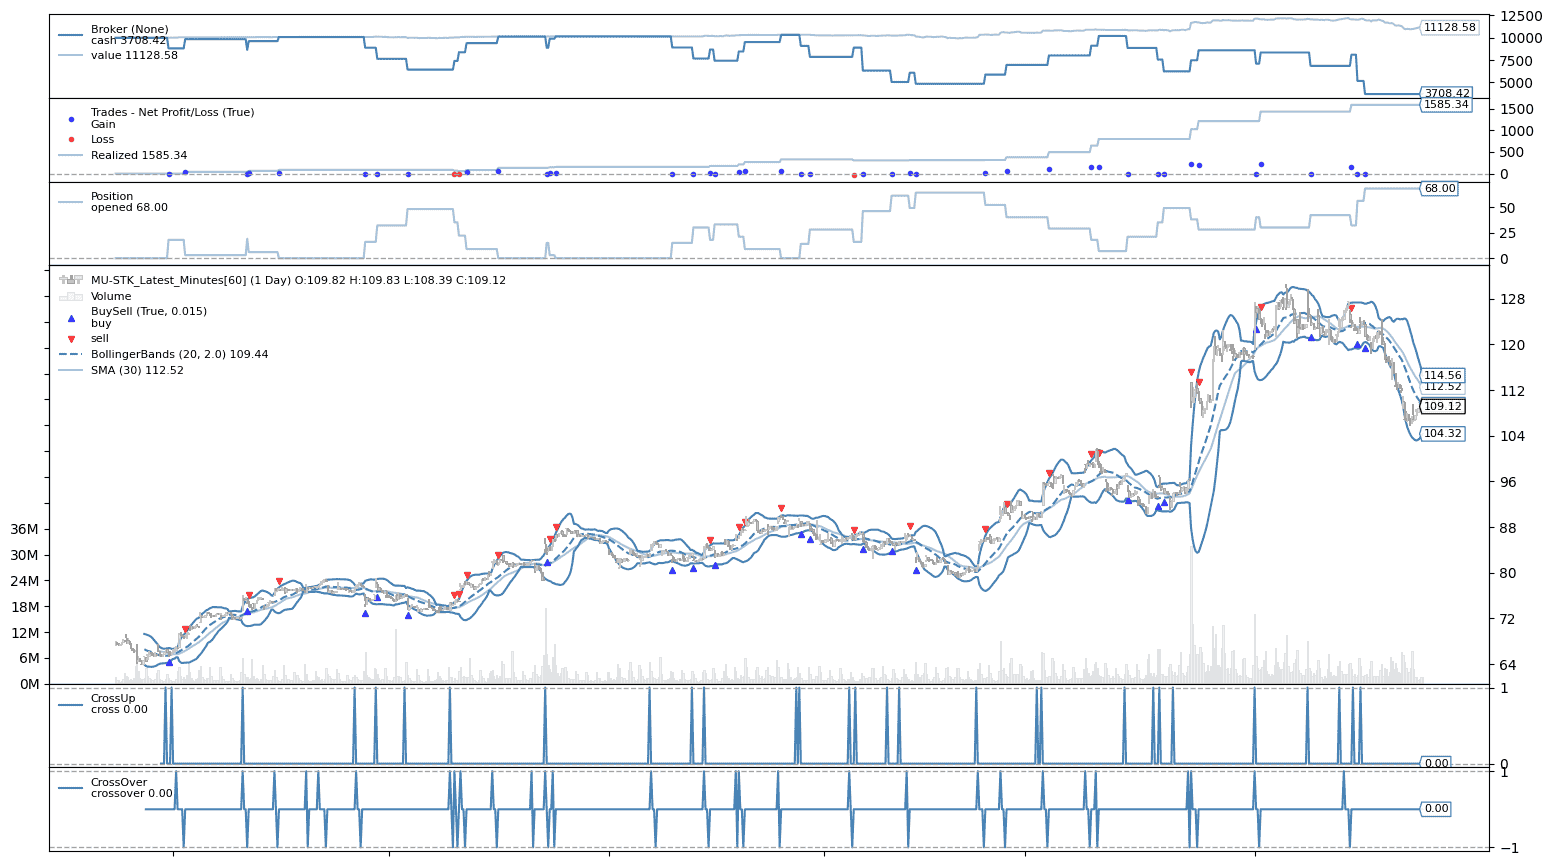 Broker (None)
cash 3708.42
value 11128.58
11128.58
3708.42
12500
10000
7500
5000
Trades - Net Profit/Loss (True)
Gain
Loss
Realized 1585.34
1585.34
1500
1000
500
0
Position
opened 68.00
68.00
50
25
0
MU-STK_Latest_Minutes[60] (1 Day) O:109.82 H:109.83 L:108.39 C:109.12
Volume
BuySell (True, 0.015)
buy
sell
BollingerBands (20, 2.0) 109.44
SMA (30) 112.52
36M
30M
24M
18M
12M
6M
0M
114.56
112.52
109.12
104.32
128
120
112
104
96
88
80
72
64
CrossUp
cross 0.00
0.00
1
0
CrossOver
crossover 0.00
0.00
1
−1